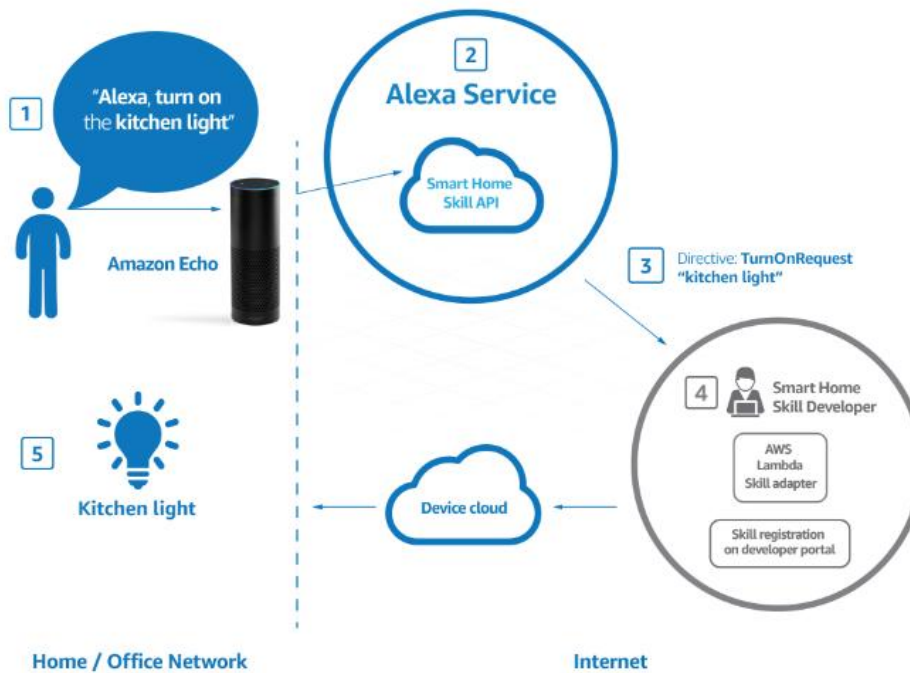 1
"Alexa, turn on
the kitchen light"
Amazon Echo
2
Alexa Service
Smart Home
Skill API
3
Directive: TurnOnRequest
"kitchen light"
4
Smart Home
Skill Developer
AWS
Lambda
Skill adapter
Skill registration
on developer portal
Device cloud
5
Kitchen light
Home / Office Network
Internet